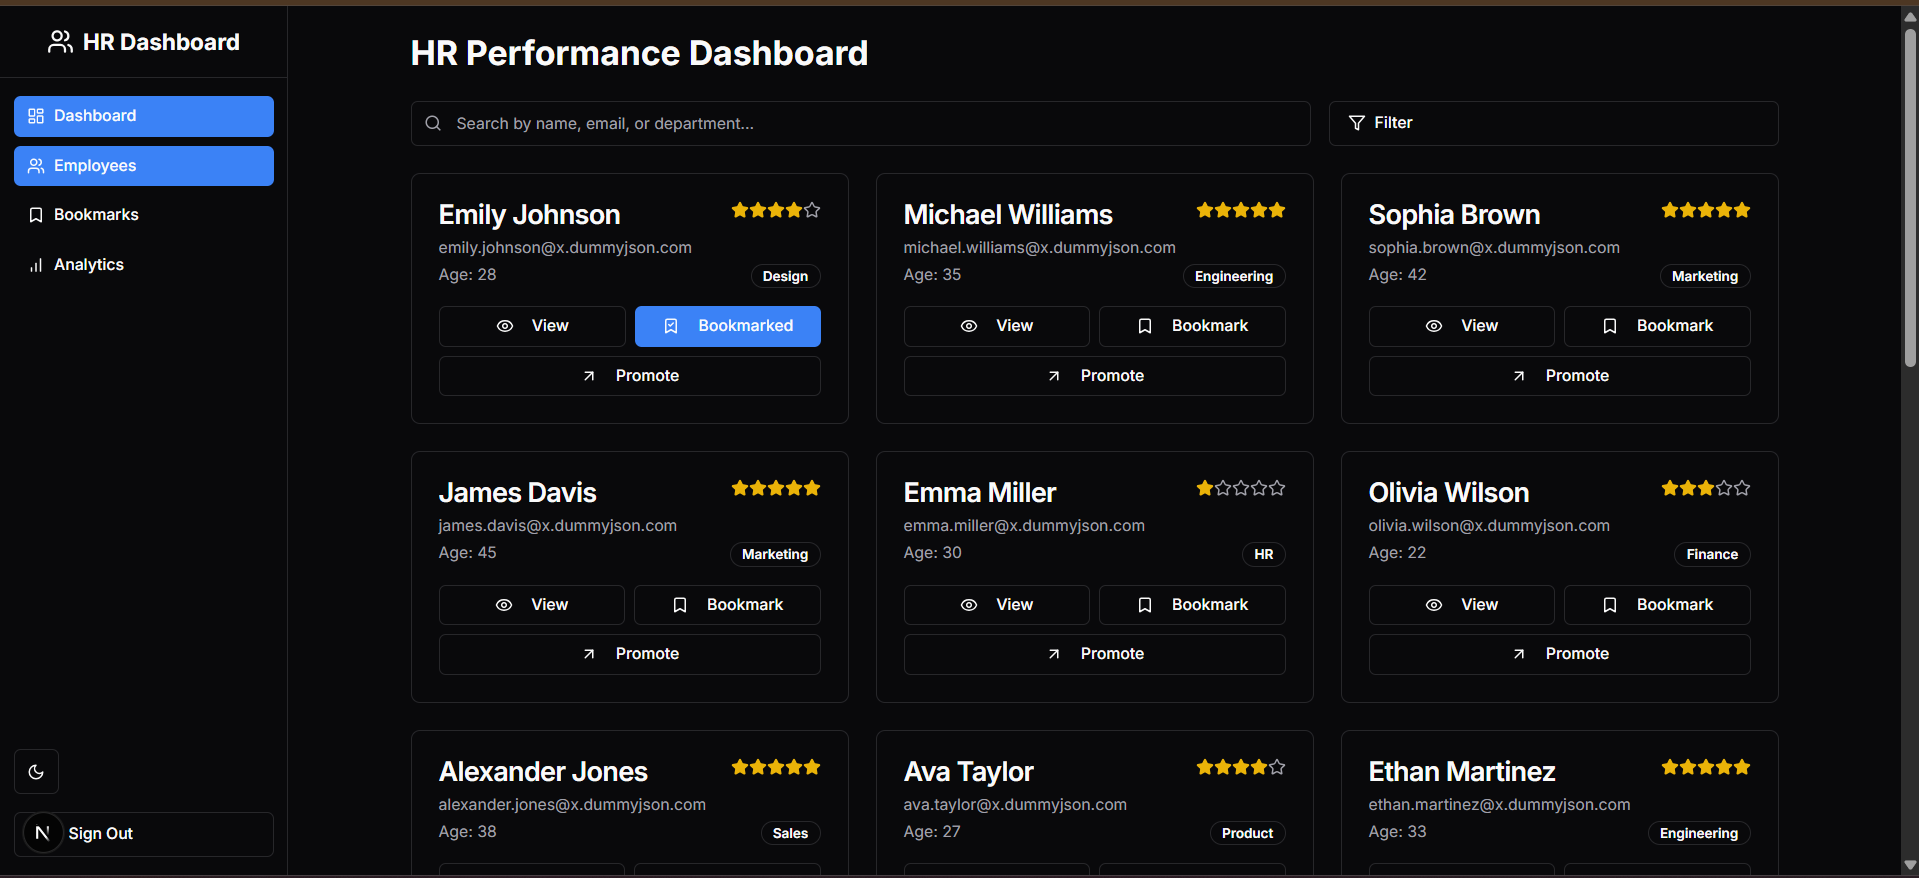 HR Dashboard
Dashboard
Employees
Bookmarks
Analytics
N Sign Out
HR Performance Dashboard
Search by name, email, or department...
Filter
Emily Johnson
emily.johnson@x.dummyjson.com
Age: 28
Design
View
Bookmarked
Promote
Michael Williams
michael.williams@x.dummyjson.com
Age: 35
Engineering
View
Bookmark
Promote
Sophia Brown
sophia.brown@x.dummyjson.com
Age: 42
Marketing
View
Bookmark
Promote
James Davis
james.davis@x.dummyjson.com
Age: 45
Marketing
View
Bookmark
Promote
Emma Miller
emma.miller@x.dummyjson.com
Age: 30
HR
View
Bookmark
Promote
Olivia Wilson
olivia.wilson@x.dummyjson.com
Age: 22
Finance
View
Bookmark
Promote
Alexander Jones
alexander.jones@x.dummyjson.com
Age: 38
Sales
Ava Taylor
ava.taylor@x.dummyjson.com
Age: 27
Product
Ethan Martinez
ethan.martinez@x.dummyjson.com
Age: 33
Engineering